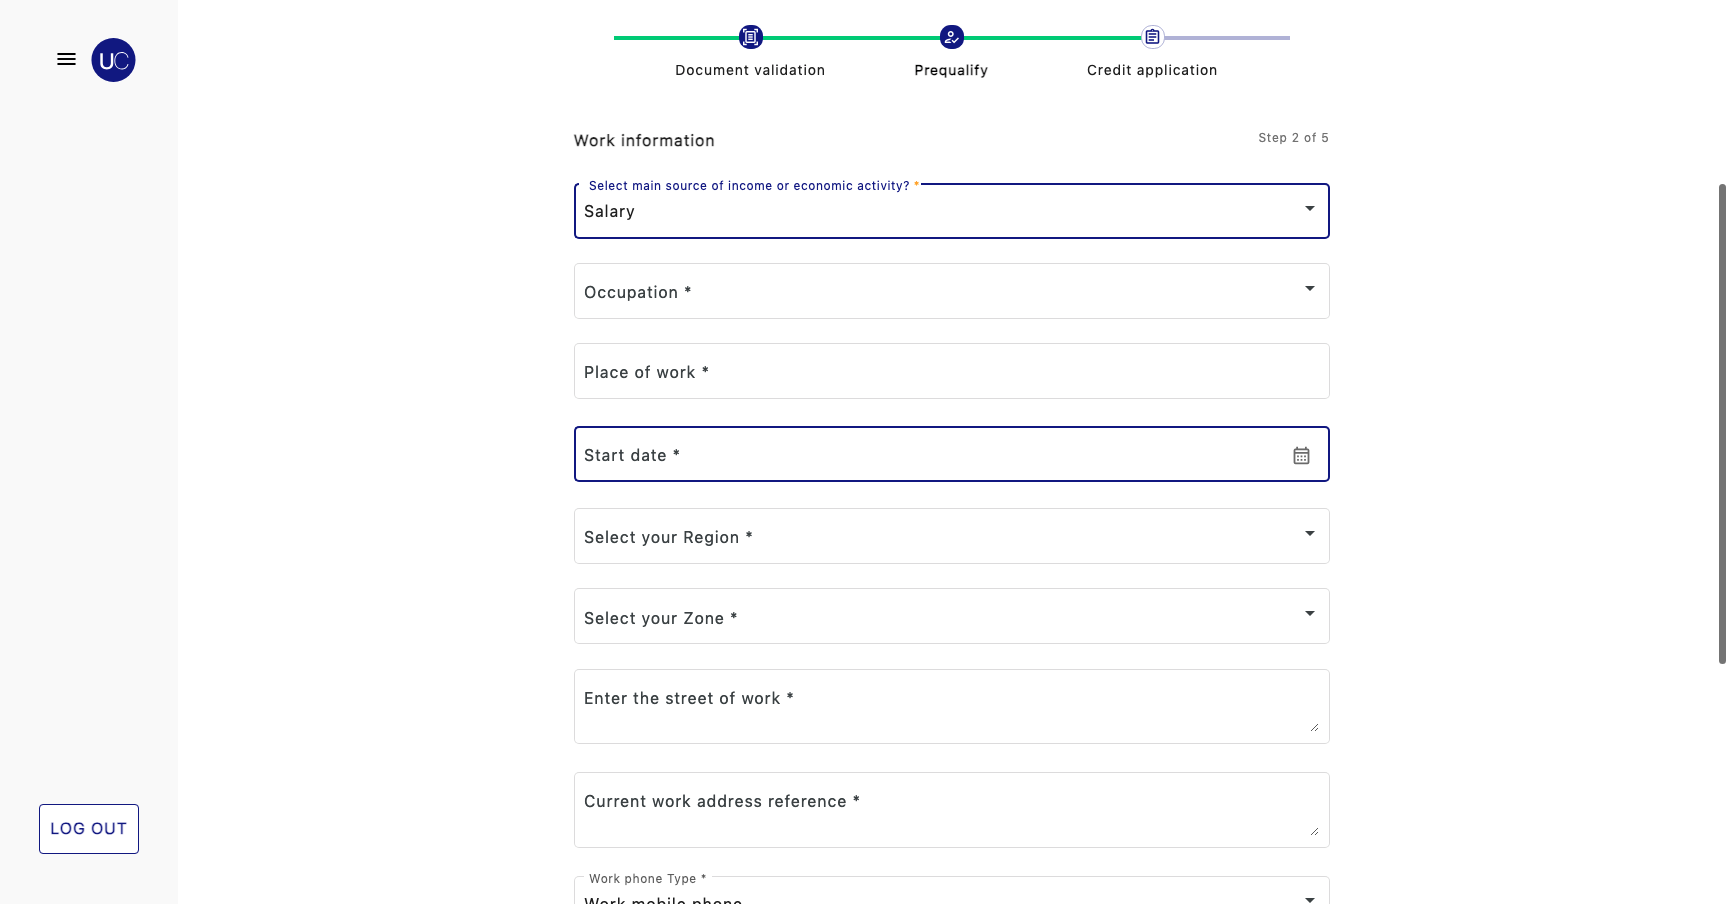 UC
Document validation
Prequalify
Credit application
Work information
Step 2 of 5
Select main source of income or economic activity? *
Salary
Occupation *
Place of work *
Start date *
Select your Region *
Select your Zone *
Enter the street of work *
Current work address reference *
Work phone Type *
Work mobile phone
LOG OUT